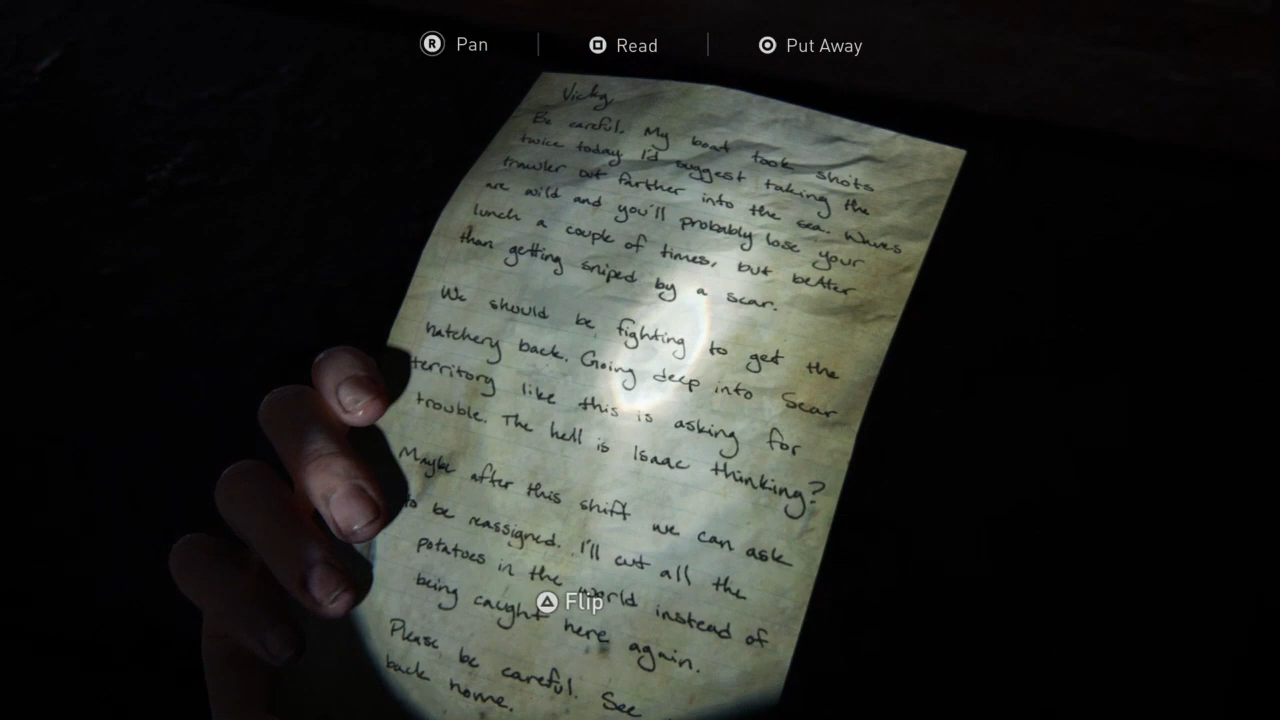 R Pan
Read
Put Away
Vicky,
Be careful. My boat took shots
twice today I'd suggest taking the
trawler out farther into the sea. Waves
are wild and you'll probably lose your
lunch a couple of times, but better
than getting sniped by a scar.
We should be fighting to get the
hatchery back. Going deep into Scar
territory like this is asking for
trouble. The hell is Isaac thinking?
Maybe after this shift we can ask
to be reassigned. I'll cut all the
potatoes in the world instead of
being caught here again.
Flip
Please be careful. See
back home.